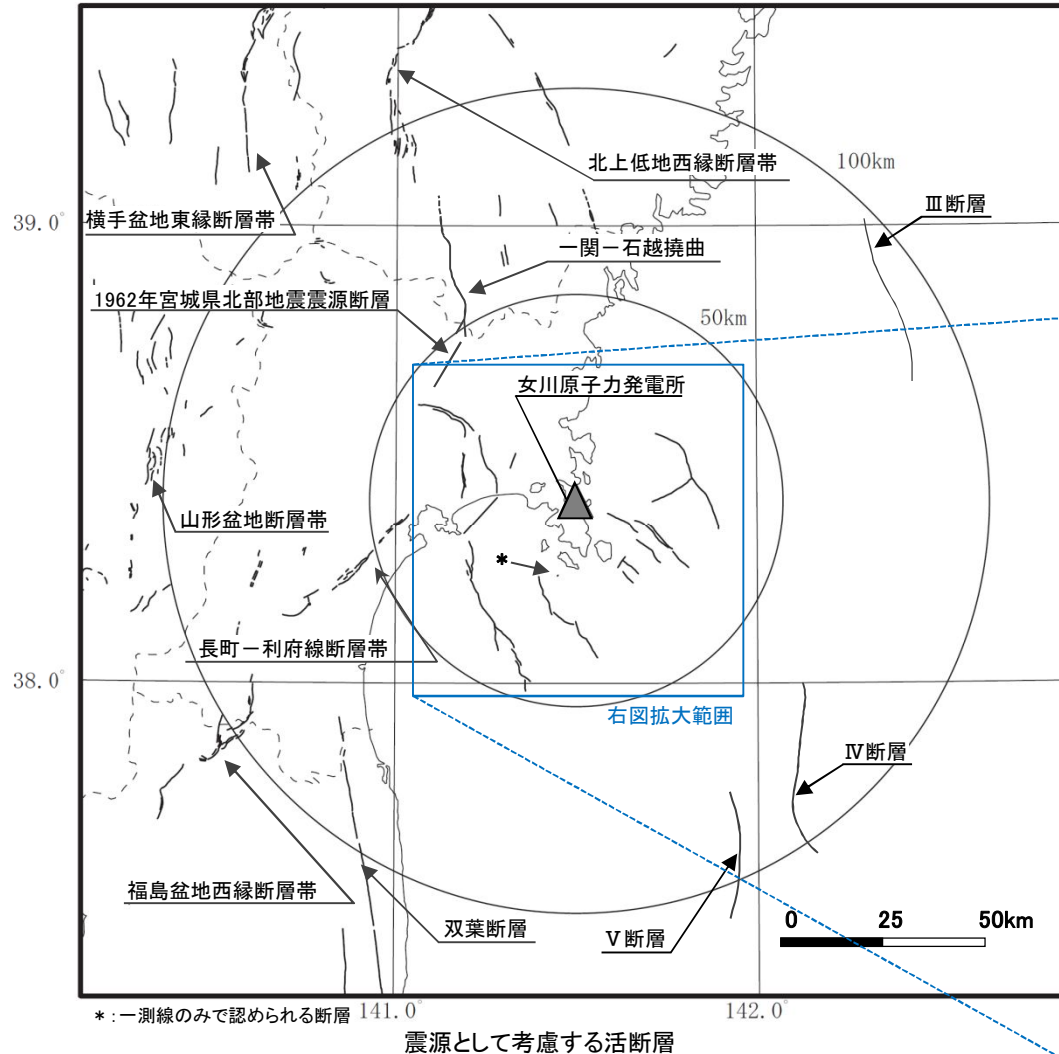 北上低地西縁断層帯
100km
横手盆地東縁断層帯
39.0°
Ⅲ断層
一関－石越撓曲
1962年宮城県北部地震震源断層
50km
女川原子力発電所
山形盆地断層帯
*
長町－利府線断層帯
38.0°
右図拡大範囲
Ⅳ断層
福島盆地西縁断層帯
双葉断層
Ⅴ断層
0 25 50km
141.0°
142.0°
*：一測線のみで認められる断層
震源として考慮する活断層